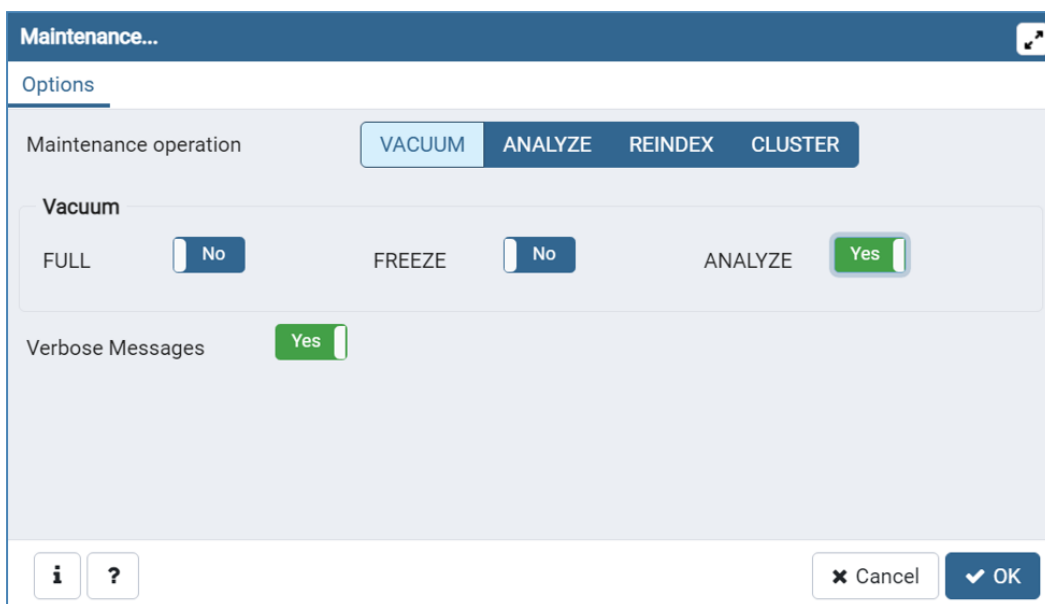 Maintenance...
Options
Maintenance operation VACUUM ANALYZE REINDEX CLUSTER
Vacuum
FULL No FREEZE No ANALYZE Yes
Verbose Messages Yes
i ? Cancel OK